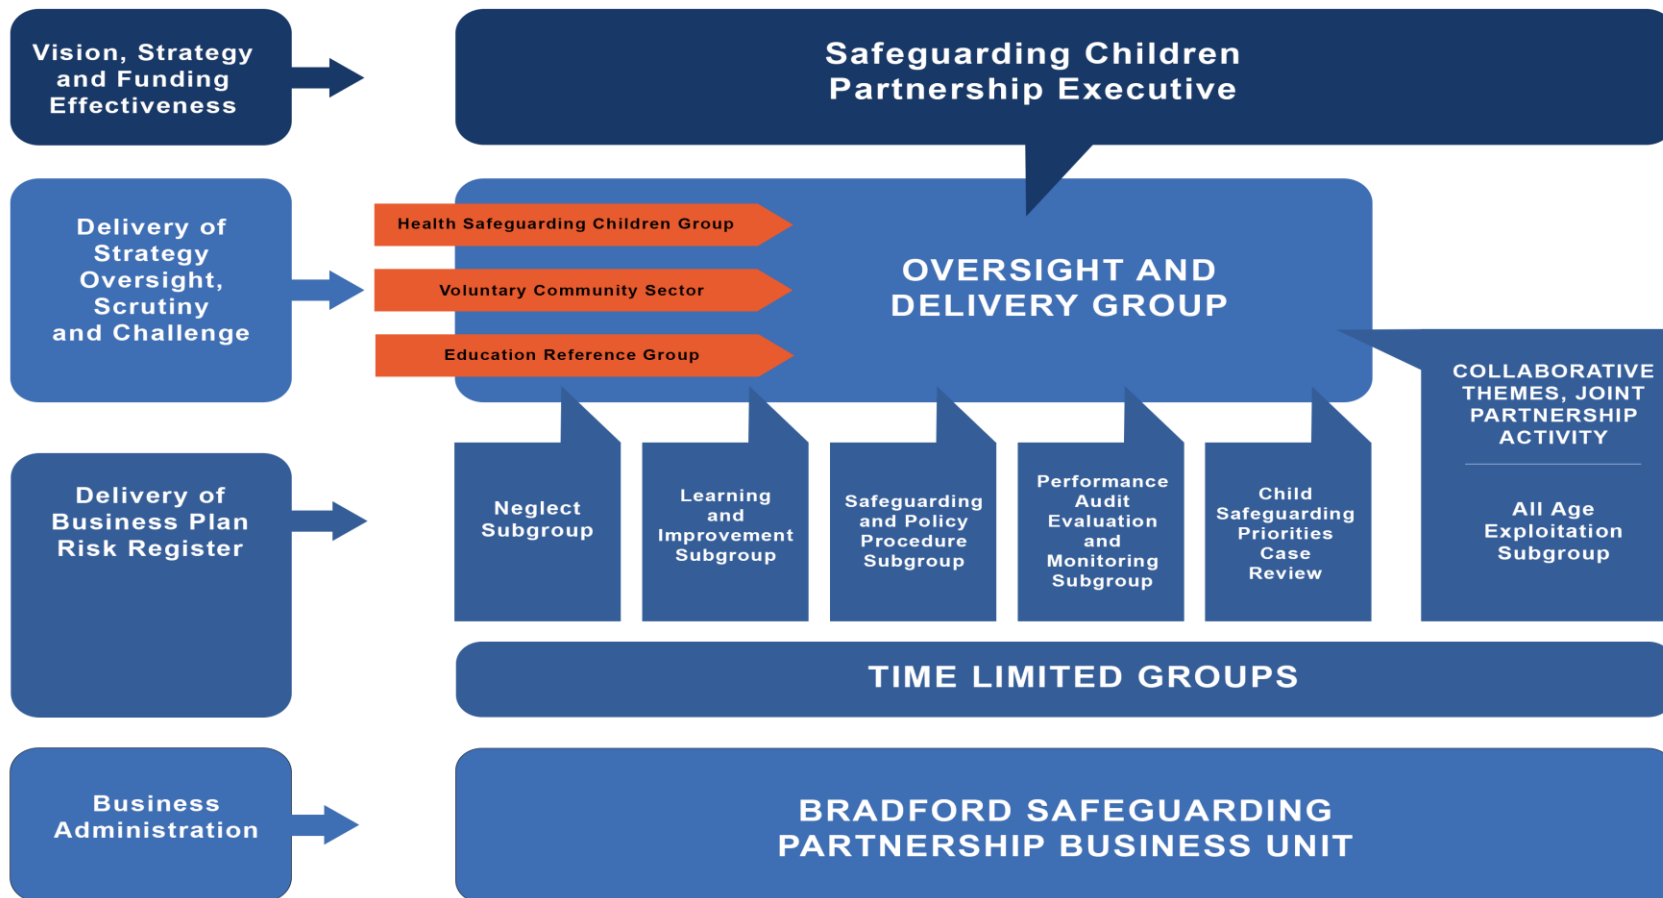 Vision, Strategy
and Funding
Effectiveness
Safeguarding Children
Partnership Executive
Delivery of
Strategy
Oversight,
Scrutiny
and Challenge
Health Safeguarding Children Group
Voluntary Community Sector
Education Reference Group
OVERSIGHT AND
DELIVERY GROUP
COLLABORATIVE
THEMES, JOINT
PARTNERSHIP
ACTIVITY
All Age
Exploitation
Subgroup
Delivery of
Business Plan
Risk Register
Neglect
Subgroup
Learning
and
Improvement
Subgroup
Safeguarding
and Policy
Procedure
Subgroup
Performance
Audit
Evaluation
and
Monitoring
Subgroup
Child
Safeguarding
Priorities
Case
Review
TIME LIMITED GROUPS
Business
Administration
BRADFORD SAFEGUARDING
PARTNERSHIP BUSINESS UNIT